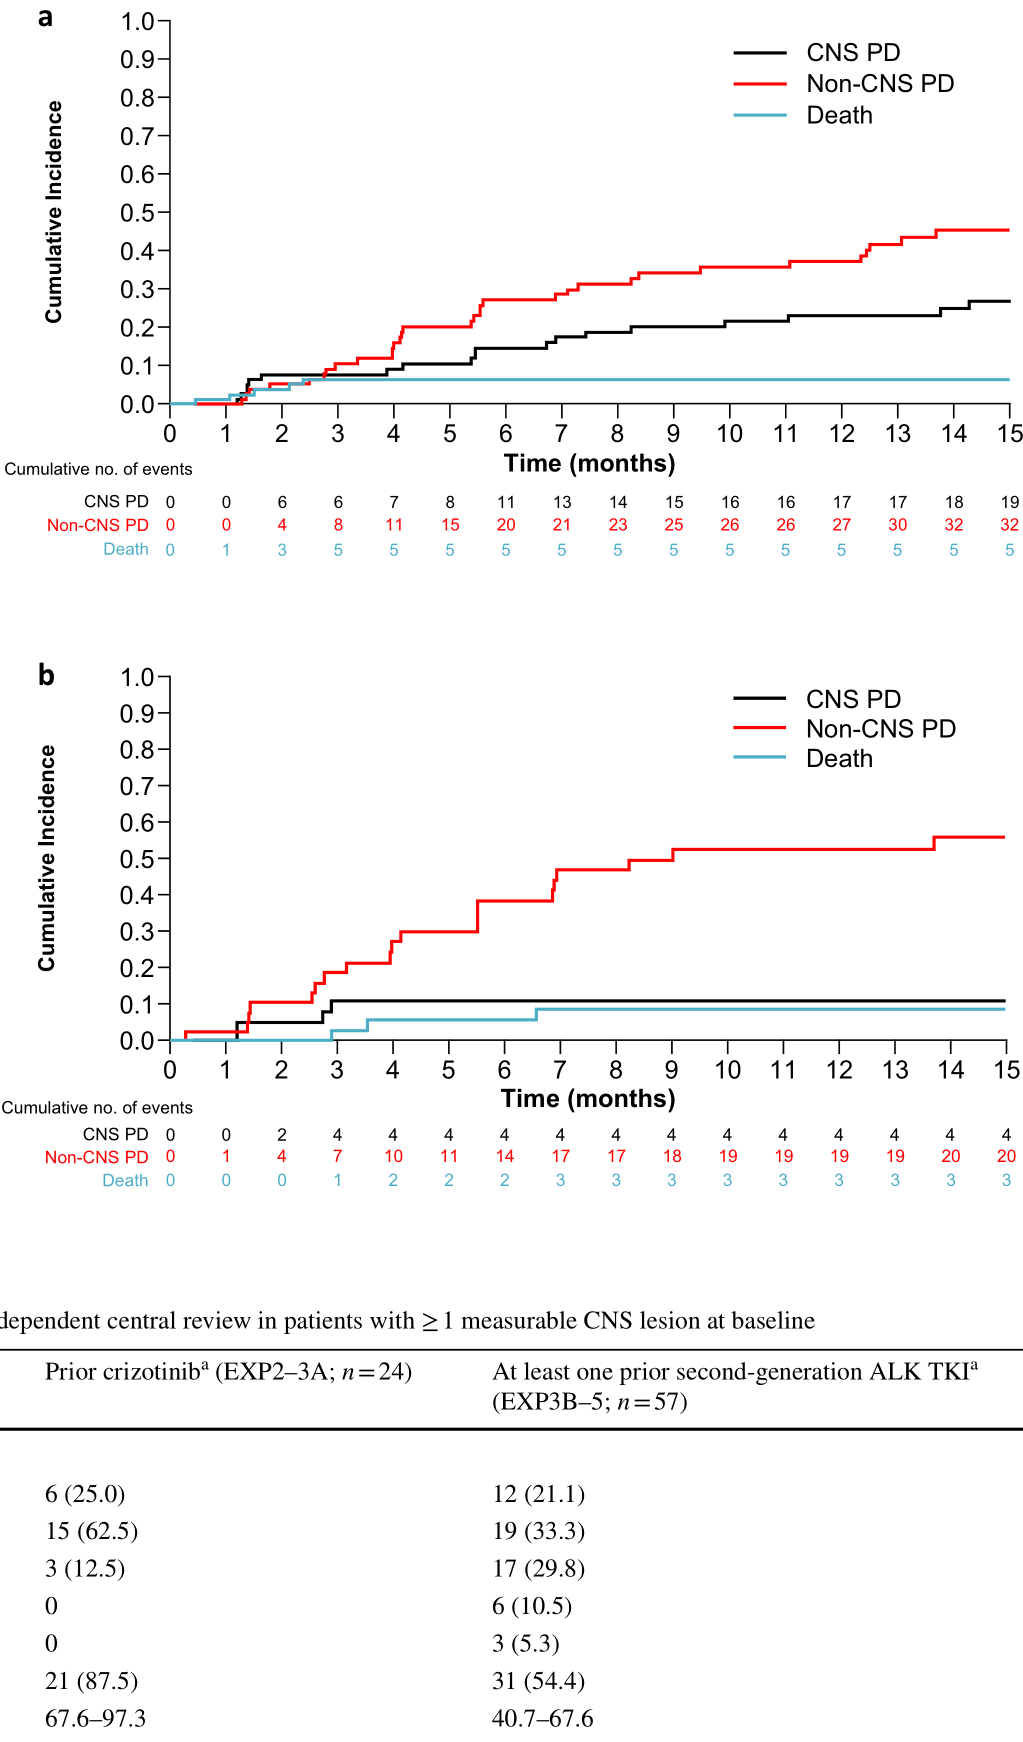 a
1.0
0.9
0.8
0.7
0.6
0.5
0.4
0.3
0.2
0.1
0.0
Cumulative Incidence
CNS PD
Non-CNS PD
Death
0 1 2 3 4 5 6 7 8 9 10 11 12 13 14 15
Time (months)
Cumulative no. of events
CNS PD 0 0 6 6 7 8 11 13 14 15 16 16 17 17 18 19
Non-CNS PD 0 0 4 8 11 15 20 21 23 25 26 26 27 30 32 32
Death 0 1 3 5 5 5 5 5 5 5 5 5 5 5 5 5
b
1.0
0.9
0.8
0.7
0.6
0.5
0.4
0.3
0.2
0.1
0.0
Cumulative Incidence
CNS PD
Non-CNS PD
Death
0 1 2 3 4 5 6 7 8 9 10 11 12 13 14 15
Time (months)
Cumulative no. of events
CNS PD 0 0 2 4 4 4 4 4 4 4 4 4 4 4 4 4
Non-CNS PD 0 1 4 7 10 11 14 17 17 18 19 19 19 19 20 20
Death 0 0 0 1 2 2 2 3 3 3 3 3 3 3 3 3
dependent central review in patients with ≥ 1 measurable CNS lesion at baseline
Prior crizotinibᵃ (EXP2–3A; n = 24) At least one prior second-generation ALK TKIᵃ
(EXP3B–5; n = 57)
6 (25.0) 12 (21.1)
15 (62.5) 19 (33.3)
3 (12.5) 17 (29.8)
0 6 (10.5)
0 3 (5.3)
21 (87.5) 31 (54.4)
67.6–97.3 40.7–67.6